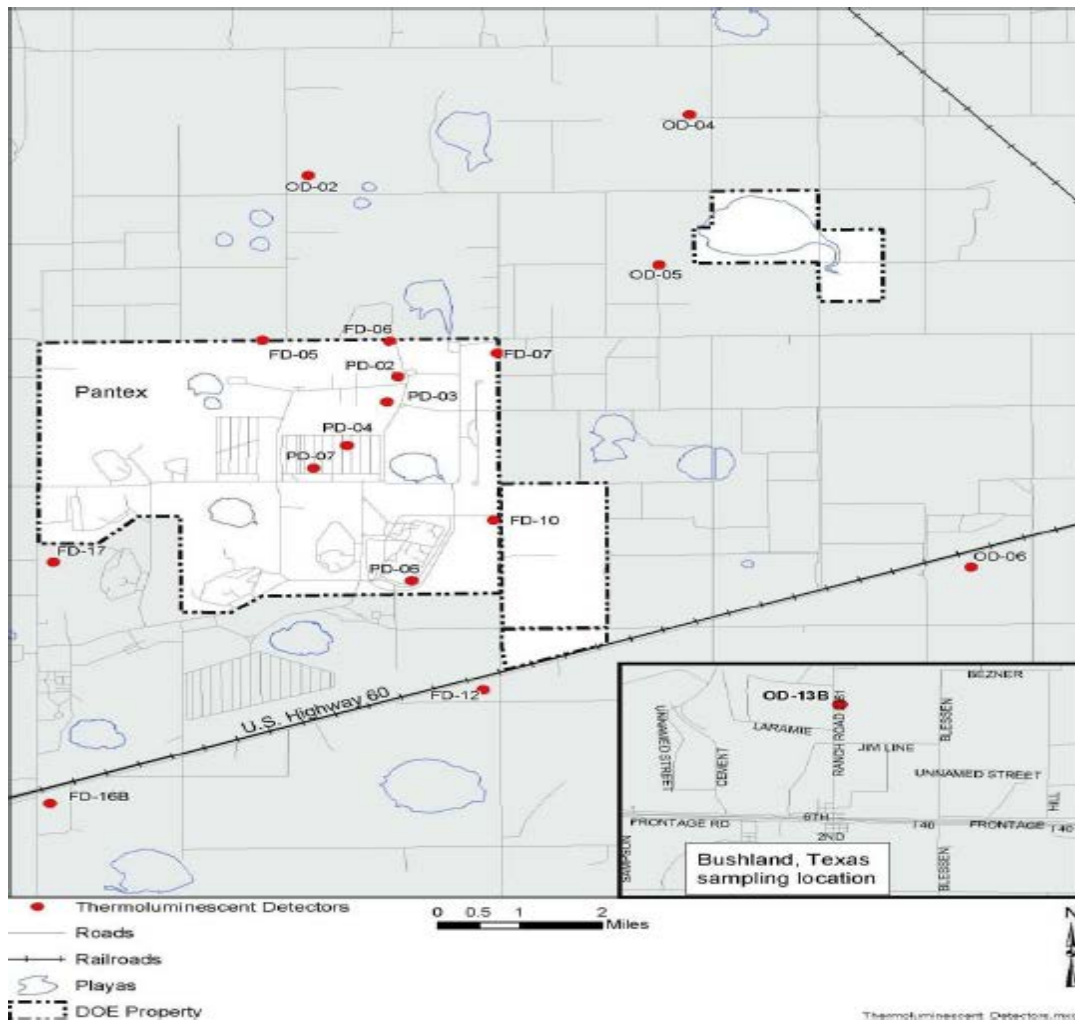 OD-04
OD-02
OD-05
FD-06
FD-05
FD-07
PD-02
Pantex
PD-03
PD-04
PD-07
FD-10
FD-17
OD-06
PD-06
FD-12
U.S. Highway 60
FD-16B
BEZNER
OD-13B
UNNAMED STREET
LARAMIE
RANCH ROAD
BLESSEN
JIM LINE
CEMENT
UNNAMED STREET
HILL
6TH
FRONTAGE RD
I 40
FRONTAGE
I 40
2ND
SAMPSON
BLESSEN
Bushland, Texas
sampling location
Thermoluminescent Detectors
Roads
Railroads
Playas
DOE Property
0 0.5 1 2
Miles
N